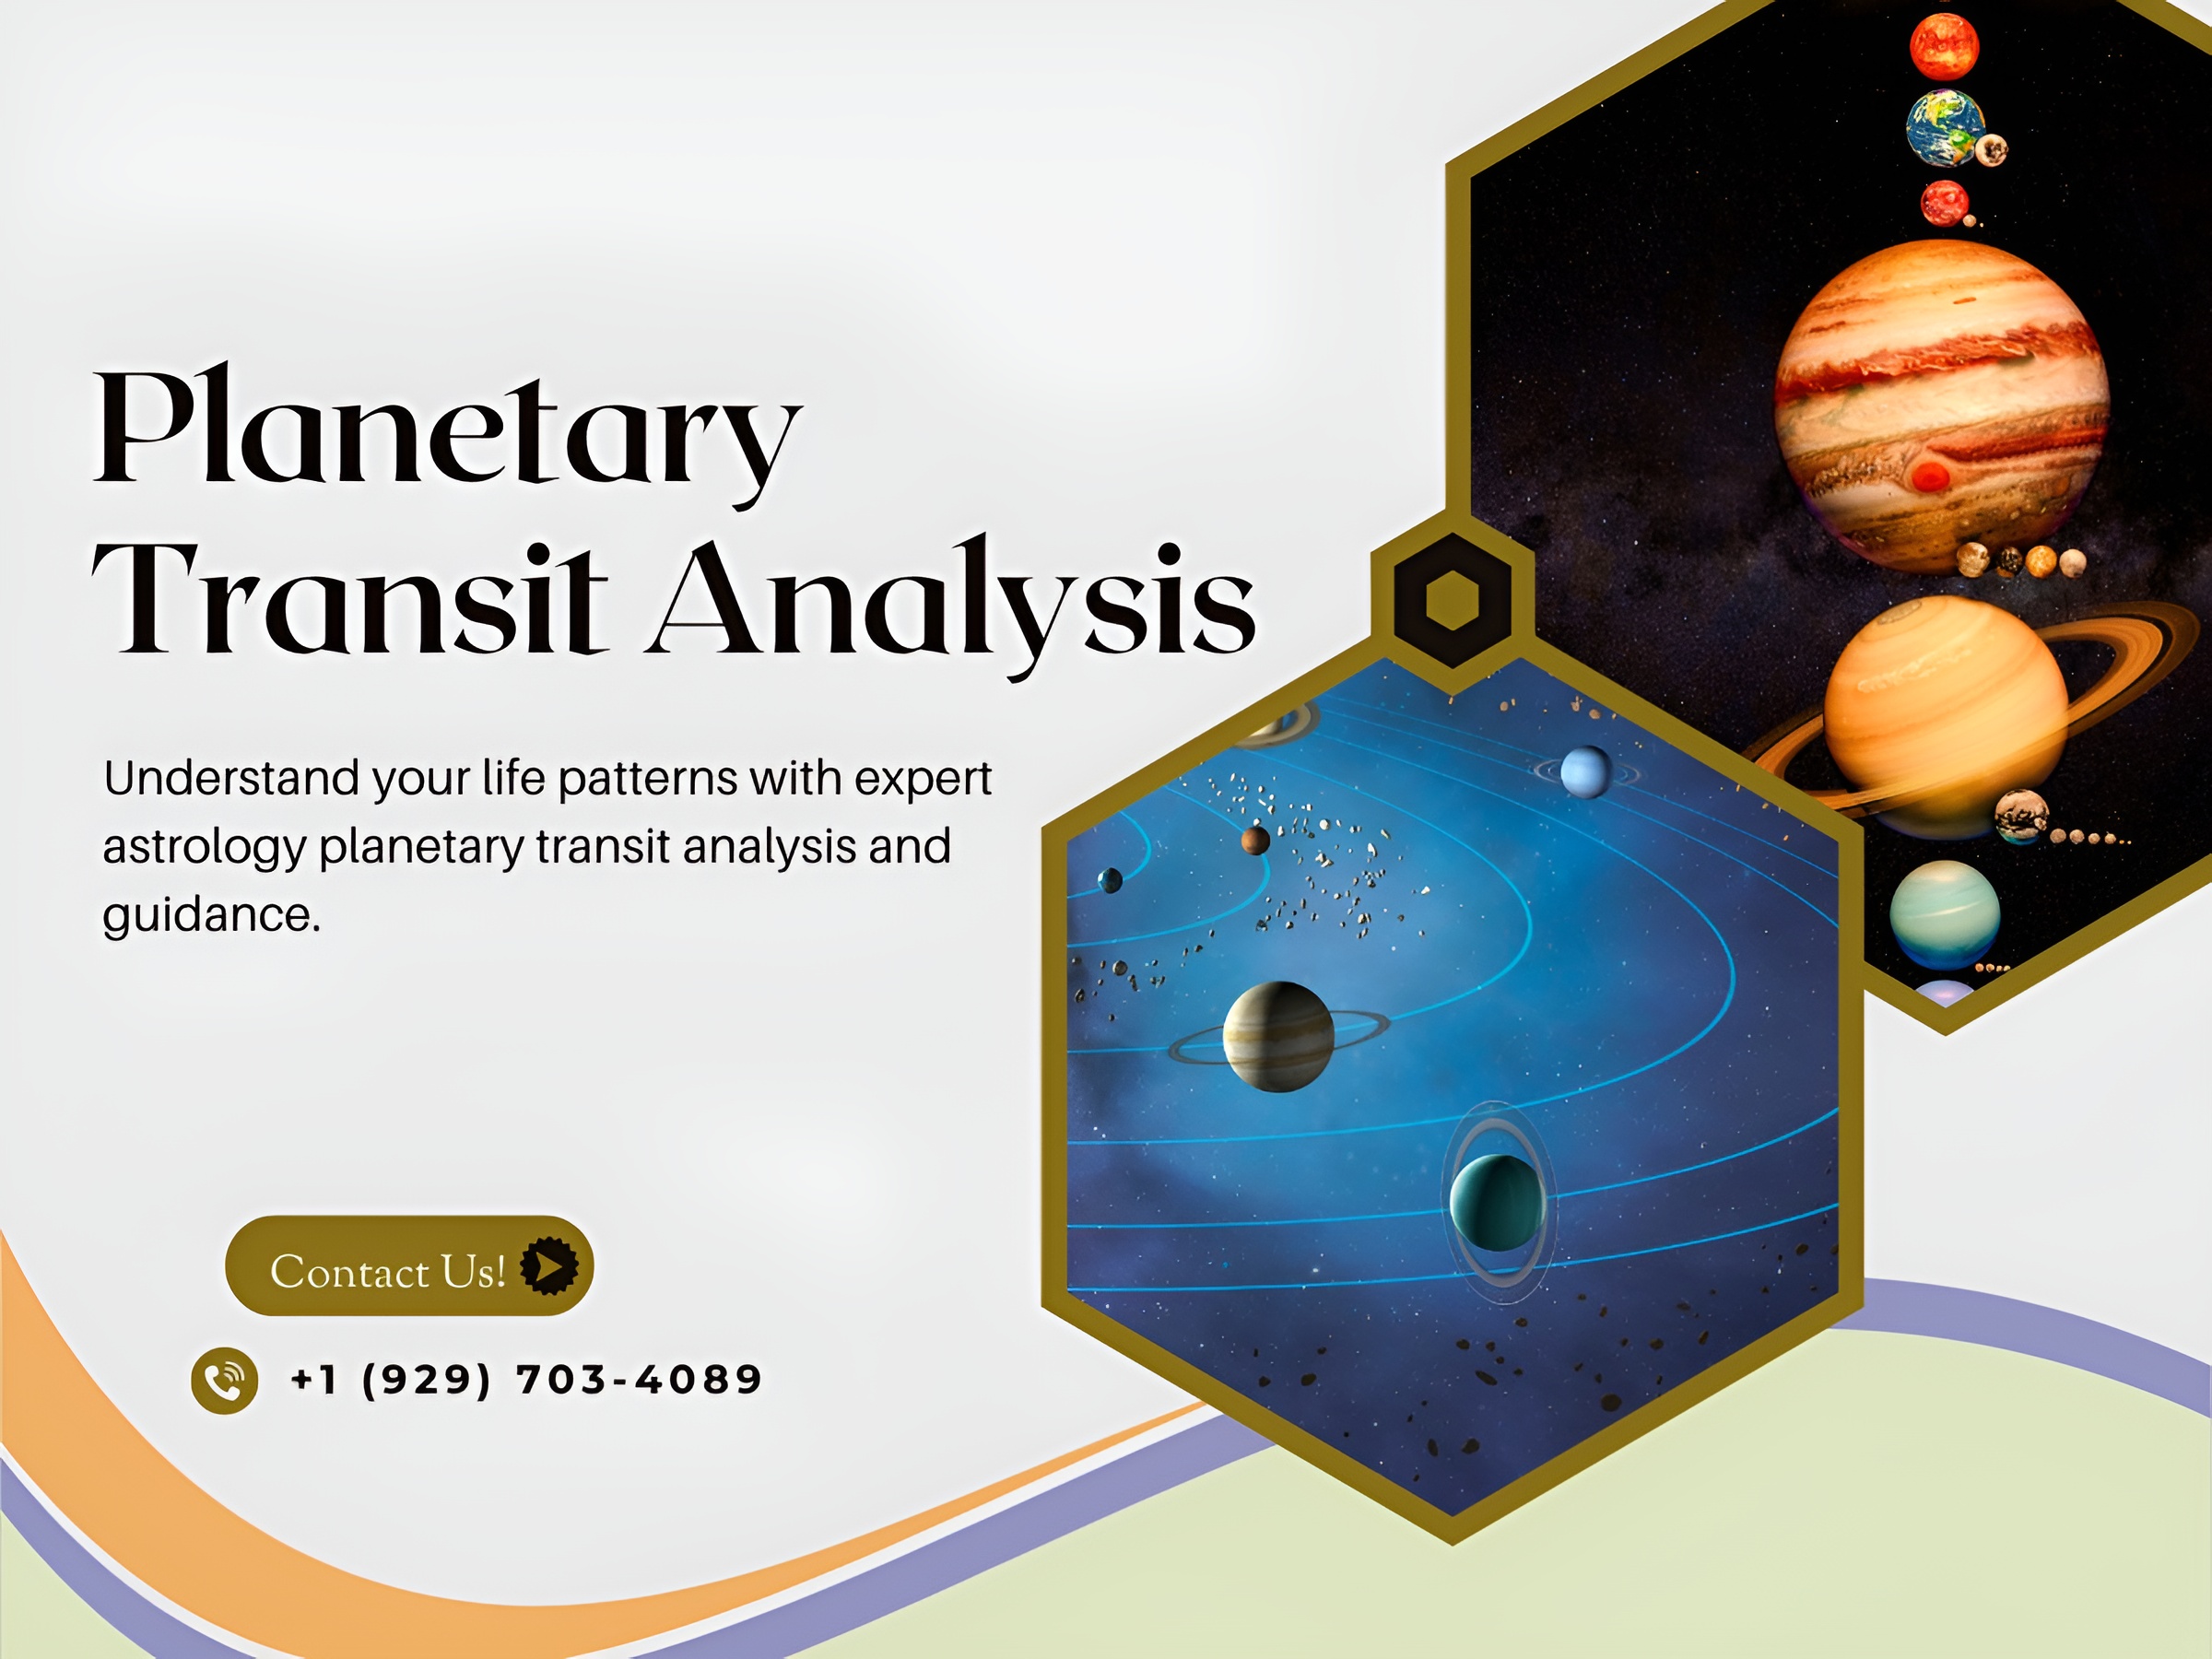 Planetary
Transit Analysis
Understand your life patterns with expert
astrology planetary transit analysis and
guidance.
Contact Us!
+1 (929) 703-4089